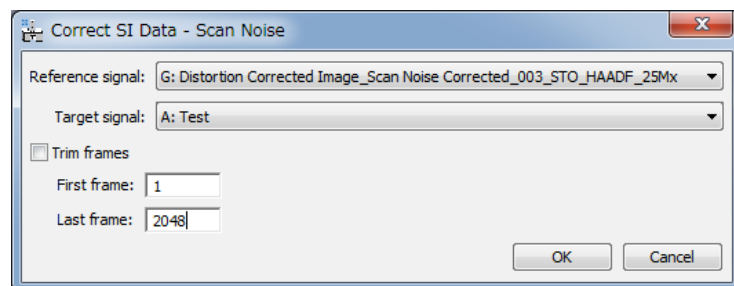 Correct SI Data - Scan Noise
Reference signal: G: Distortion Corrected Image_Scan Noise Corrected_003_STO_HAADF_25Mx
Target signal: A: Test
Trim frames
First frame: 1
Last frame: 2048
OK Cancel